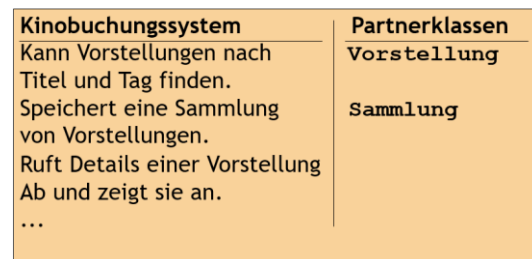 Kinobuchungssystem
Kann Vorstellungen nach
Titel und Tag finden.
Speichert eine Sammlung
von Vorstellungen.
Ruft Details einer Vorstellung
Ab und zeigt sie an.
...
Partnerklassen
Vorstellung
Sammlung